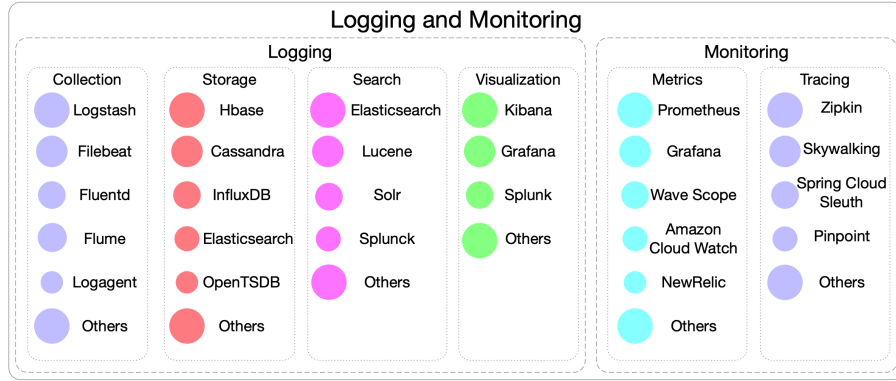 Logging and Monitoring
Logging
Collection
Logstash
Filebeat
Fluentd
Flume
Logagent
Others
Storage
Hbase
Cassandra
InfluxDB
Elasticsearch
OpenTSDB
Others
Search
Elasticsearch
Lucene
Solr
Splunck
Others
Visualization
Kibana
Grafana
Splunk
Others
Monitoring
Metrics
Prometheus
Grafana
Wave Scope
Amazon
Cloud Watch
NewRelic
Others
Tracing
Zipkin
Skywalking
Spring Cloud
Sleuth
Pinpoint
Others